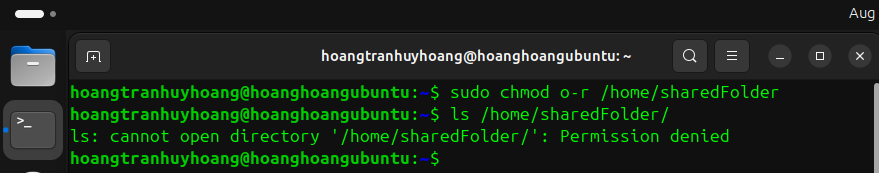 Aug
hoangtranhuyhoang@hoanghoangubuntu: ~
>_
hoangtranhuyhoang@hoanghoangubuntu:~$ sudo chmod o-r /home/sharedFolder
hoangtranhuyhoang@hoanghoangubuntu:~$ ls /home/sharedFolder/
ls: cannot open directory '/home/sharedFolder/': Permission denied
hoangtranhuyhoang@hoanghoangubuntu:~$